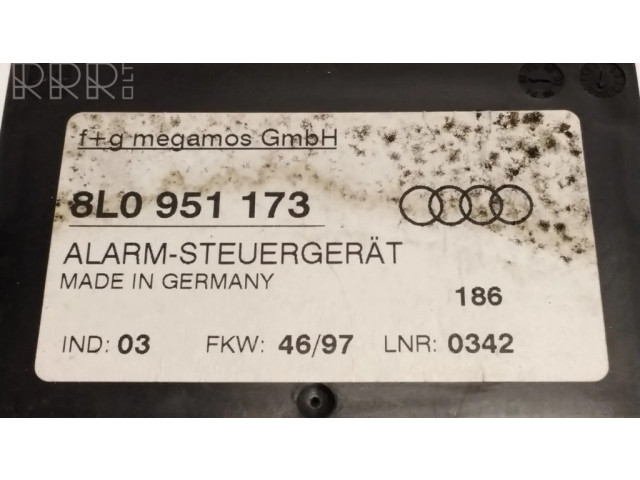 RRR.LT
f+g megamos GmbH
8L0 951 173
ALARM-STEUERGERÄT
MADE IN GERMANY
186
IND: 03 FKW: 46/97 LNR: 0342